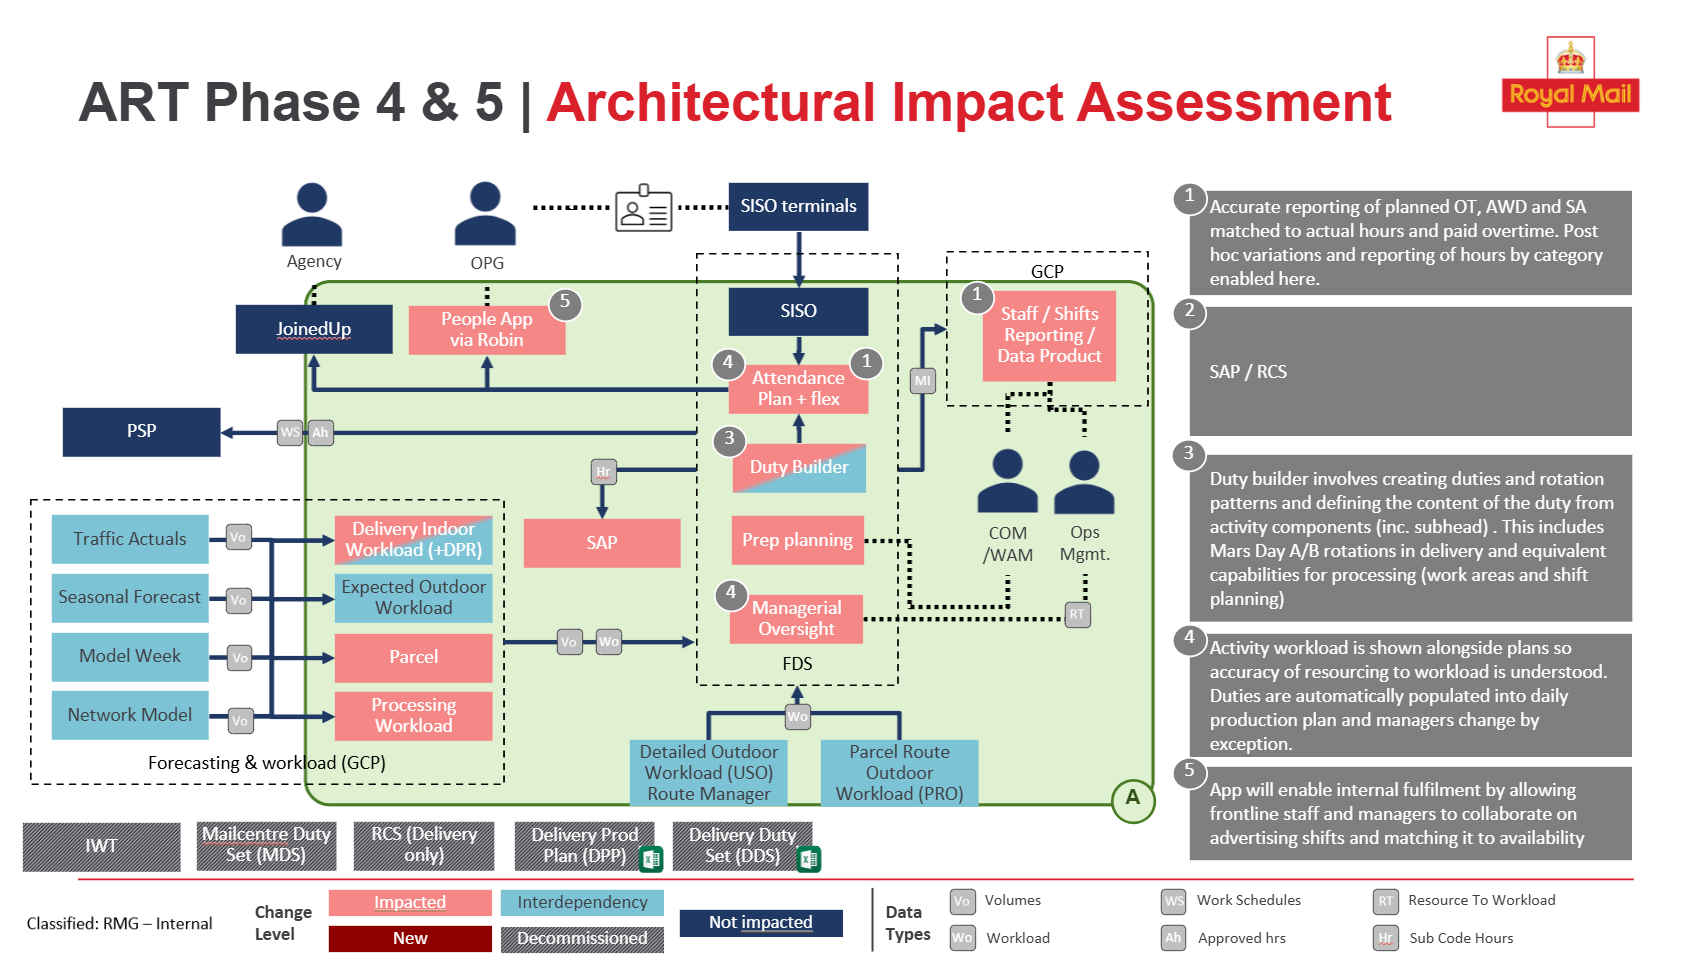 ART Phase 4 & 5 | Architectural Impact Assessment
Royal Mail
Agency
OPG
SISO terminals
GCP
JoinedUp
People App
via Robin
5
SISO
1
Staff / Shifts
Reporting /
Data Product
4
1
Attendance
Plan + flex
MI
PSP
WS
Ah
3
Duty Builder
Hr
SAP
Prep planning
COM
/WAM
Ops
Mgmt.
4
Managerial
Oversight
RT
FDS
Traffic Actuals
Vo
Delivery Indoor
Workload (+DPR)
Seasonal Forecast
Vo
Expected Outdoor
Workload
Model Week
Vo
Parcel
Network Model
Vo
Processing
Workload
Forecasting & workload (GCP)
Vo
Wo
Wo
Detailed Outdoor
Workload (USO)
Route Manager
Parcel Route
Outdoor
Workload (PRO)
A
IWT
Mailcentre Duty
Set (MDS)
RCS (Delivery
only)
Delivery Prod
Plan (DPP)
Delivery Duty
Set (DDS)
1
Accurate reporting of planned OT, AWD and SA
matched to actual hours and paid overtime. Post
hoc variations and reporting of hours by category
enabled here.
2
SAP / RCS
3
Duty builder involves creating duties and rotation
patterns and defining the content of the duty from
activity components (inc. subhead) . This includes
Mars Day A/B rotations in delivery and equivalent
capabilities for processing (work areas and shift
planning)
4
Activity workload is shown alongside plans so
accuracy of resourcing to workload is understood.
Duties are automatically populated into daily
production plan and managers change by
exception.
5
App will enable internal fulfilment by allowing
frontline staff and managers to collaborate on
advertising shifts and matching it to availability
Classified: RMG – Internal
Change
Level
Impacted
New
Interdependency
Decommissioned
Not impacted
Data
Types
Vo Volumes
Wo Workload
WS Work Schedules
Ah Approved hrs
RT Resource To Workload
Hr Sub Code Hours